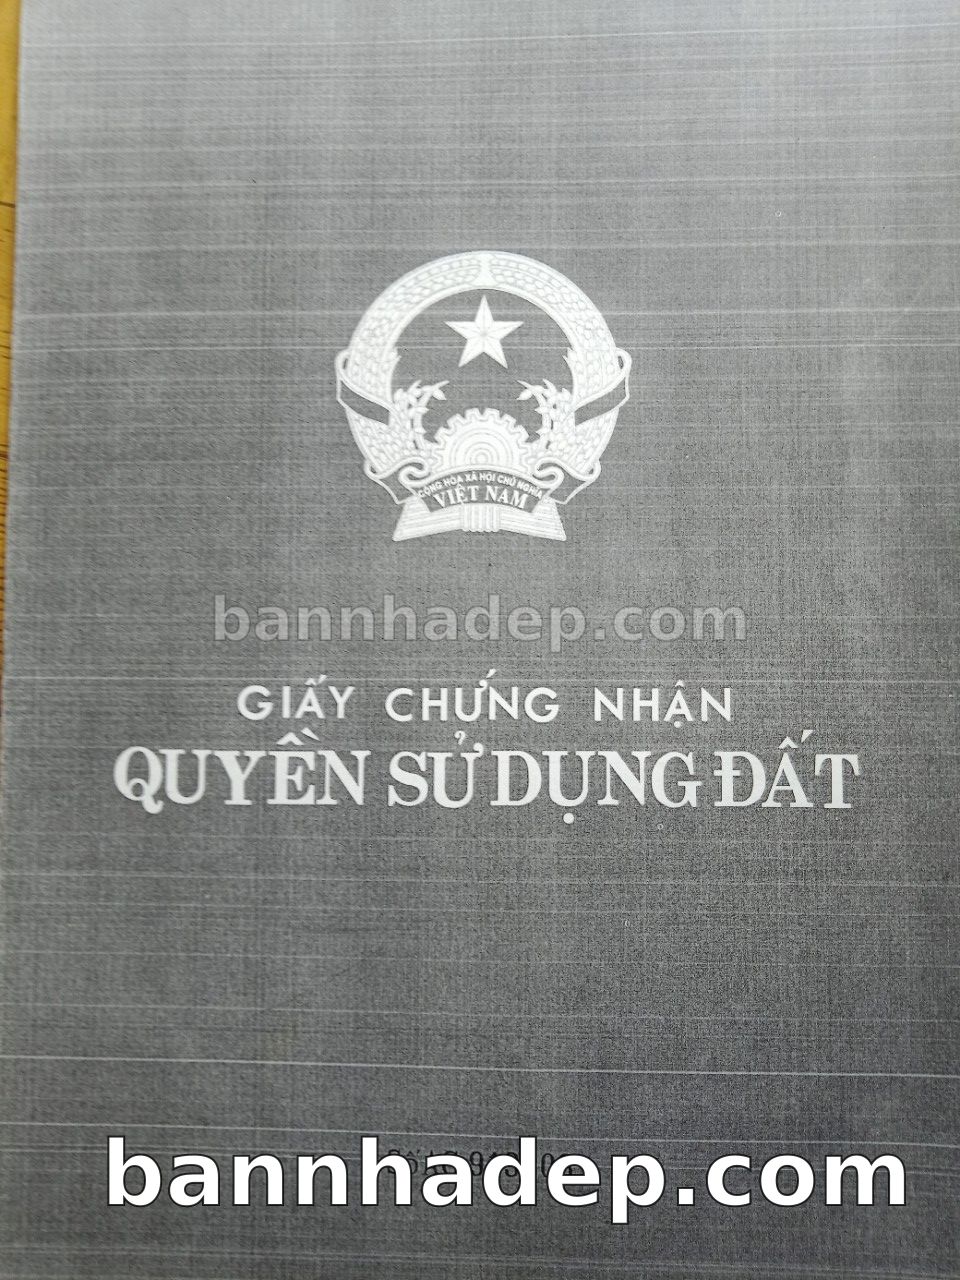 CỘNG HÒA XÃ HỘI CHỦ NGHĨA
VIỆT NAM
bannhadep.com
GIẤY CHỨNG NHẬN
QUYỀN SỬ DỤNG ĐẤT
bannhadep.com